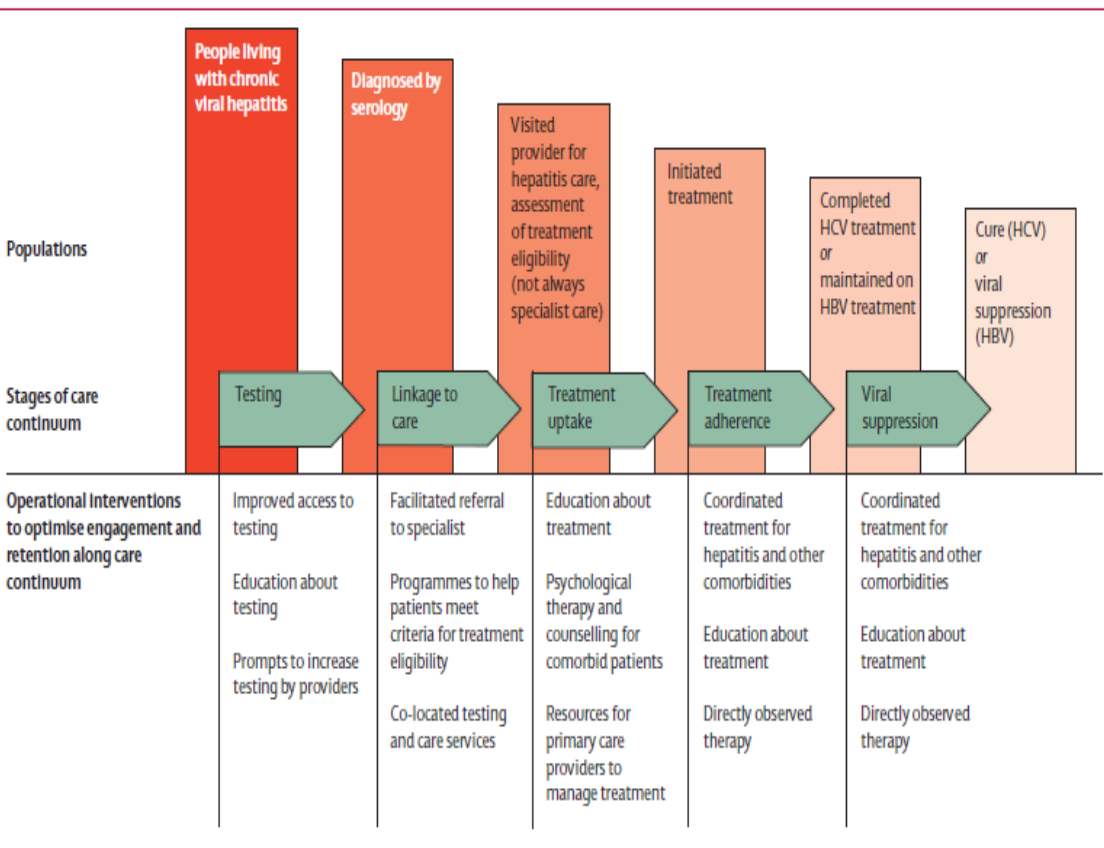 People living
with chronic
viral hepatitis
Diagnosed by
serology
Visited
provider for
hepatitis care,
assessment
of treatment
eligibility
(not always
specialist care)
Initiated
treatment
Completed
HCV treatment
or
maintained on
HBV treatment
Cure (HCV)
or
viral
suppression
(HBV)
Populations
Stages of care
continuum
Testing
Linkage to
care
Treatment
uptake
Treatment
adherence
Viral
suppression
Operational interventions
to optimise engagement and
retention along care
continuum
Improved access to
testing
Education about
testing
Prompts to increase
testing by providers
Facilitated referral
to specialist
Programmes to help
patients meet
criteria for treatment
eligibility
Co-located testing
and care services
Education about
treatment
Psychological
therapy and
counselling for
comorbid patients
Resources for
primary care
providers to
manage treatment
Coordinated
treatment for
hepatitis and other
comorbidities
Education about
treatment
Directly observed
therapy
Coordinated
treatment for
hepatitis and other
comorbidities
Education about
treatment
Directly observed
therapy